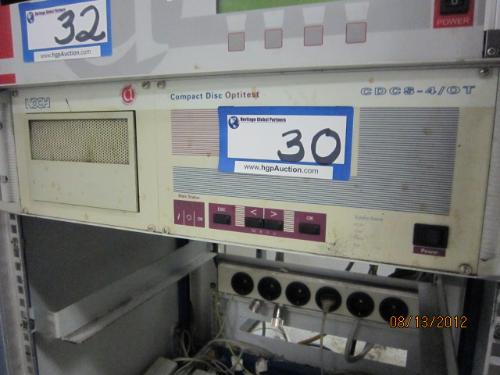 Heritage Global Partners
32
www.hgpAuction.com
POWER
KOCH
Compact Disc Optitest
CDCS-4/OT
Heritage Global Partners
30
www.hgpAuction.com
ESC
< >
OK
Power
08/13/2012